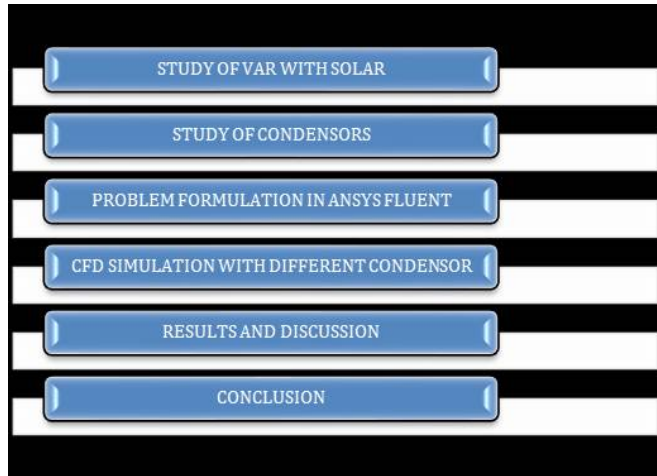 STUDY OF VAR WITH SOLAR
STUDY OF CONDENSORS
PROBLEM FORMULATION IN ANSYS FLUENT
CFD SIMULATION WITH DIFFERENT CONDENSOR
RESULTS AND DISCUSSION
CONCLUSION